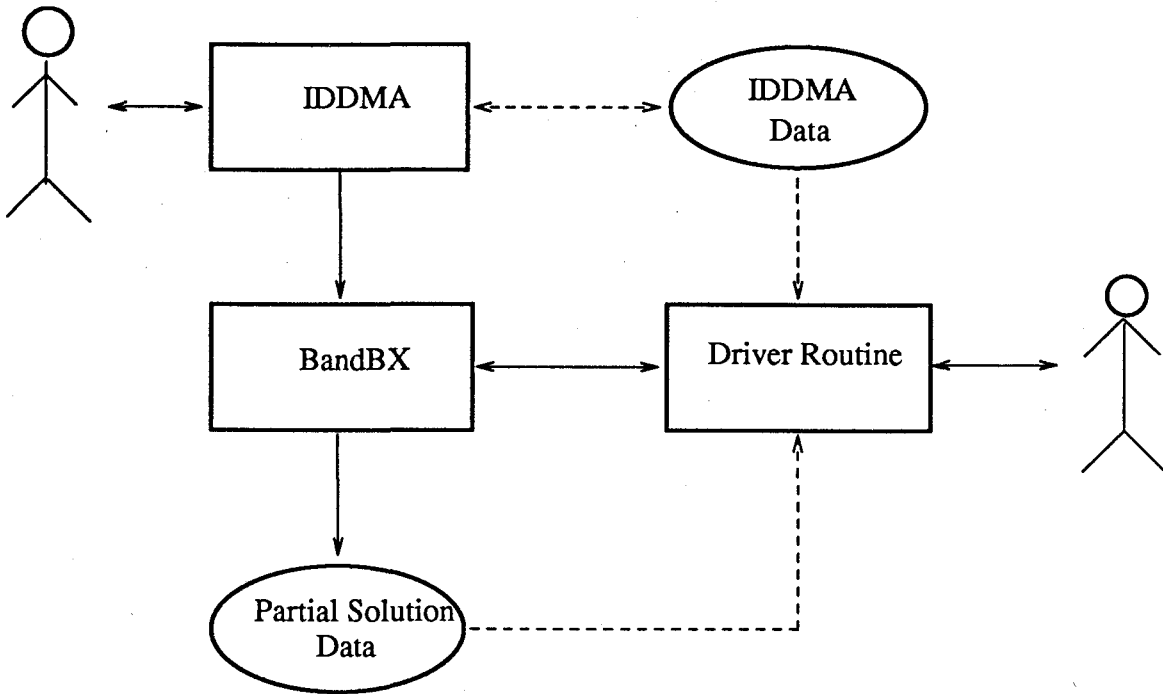 IDDMA
IDDMA
Data
BandBX
Driver Routine
Partial Solution
Data